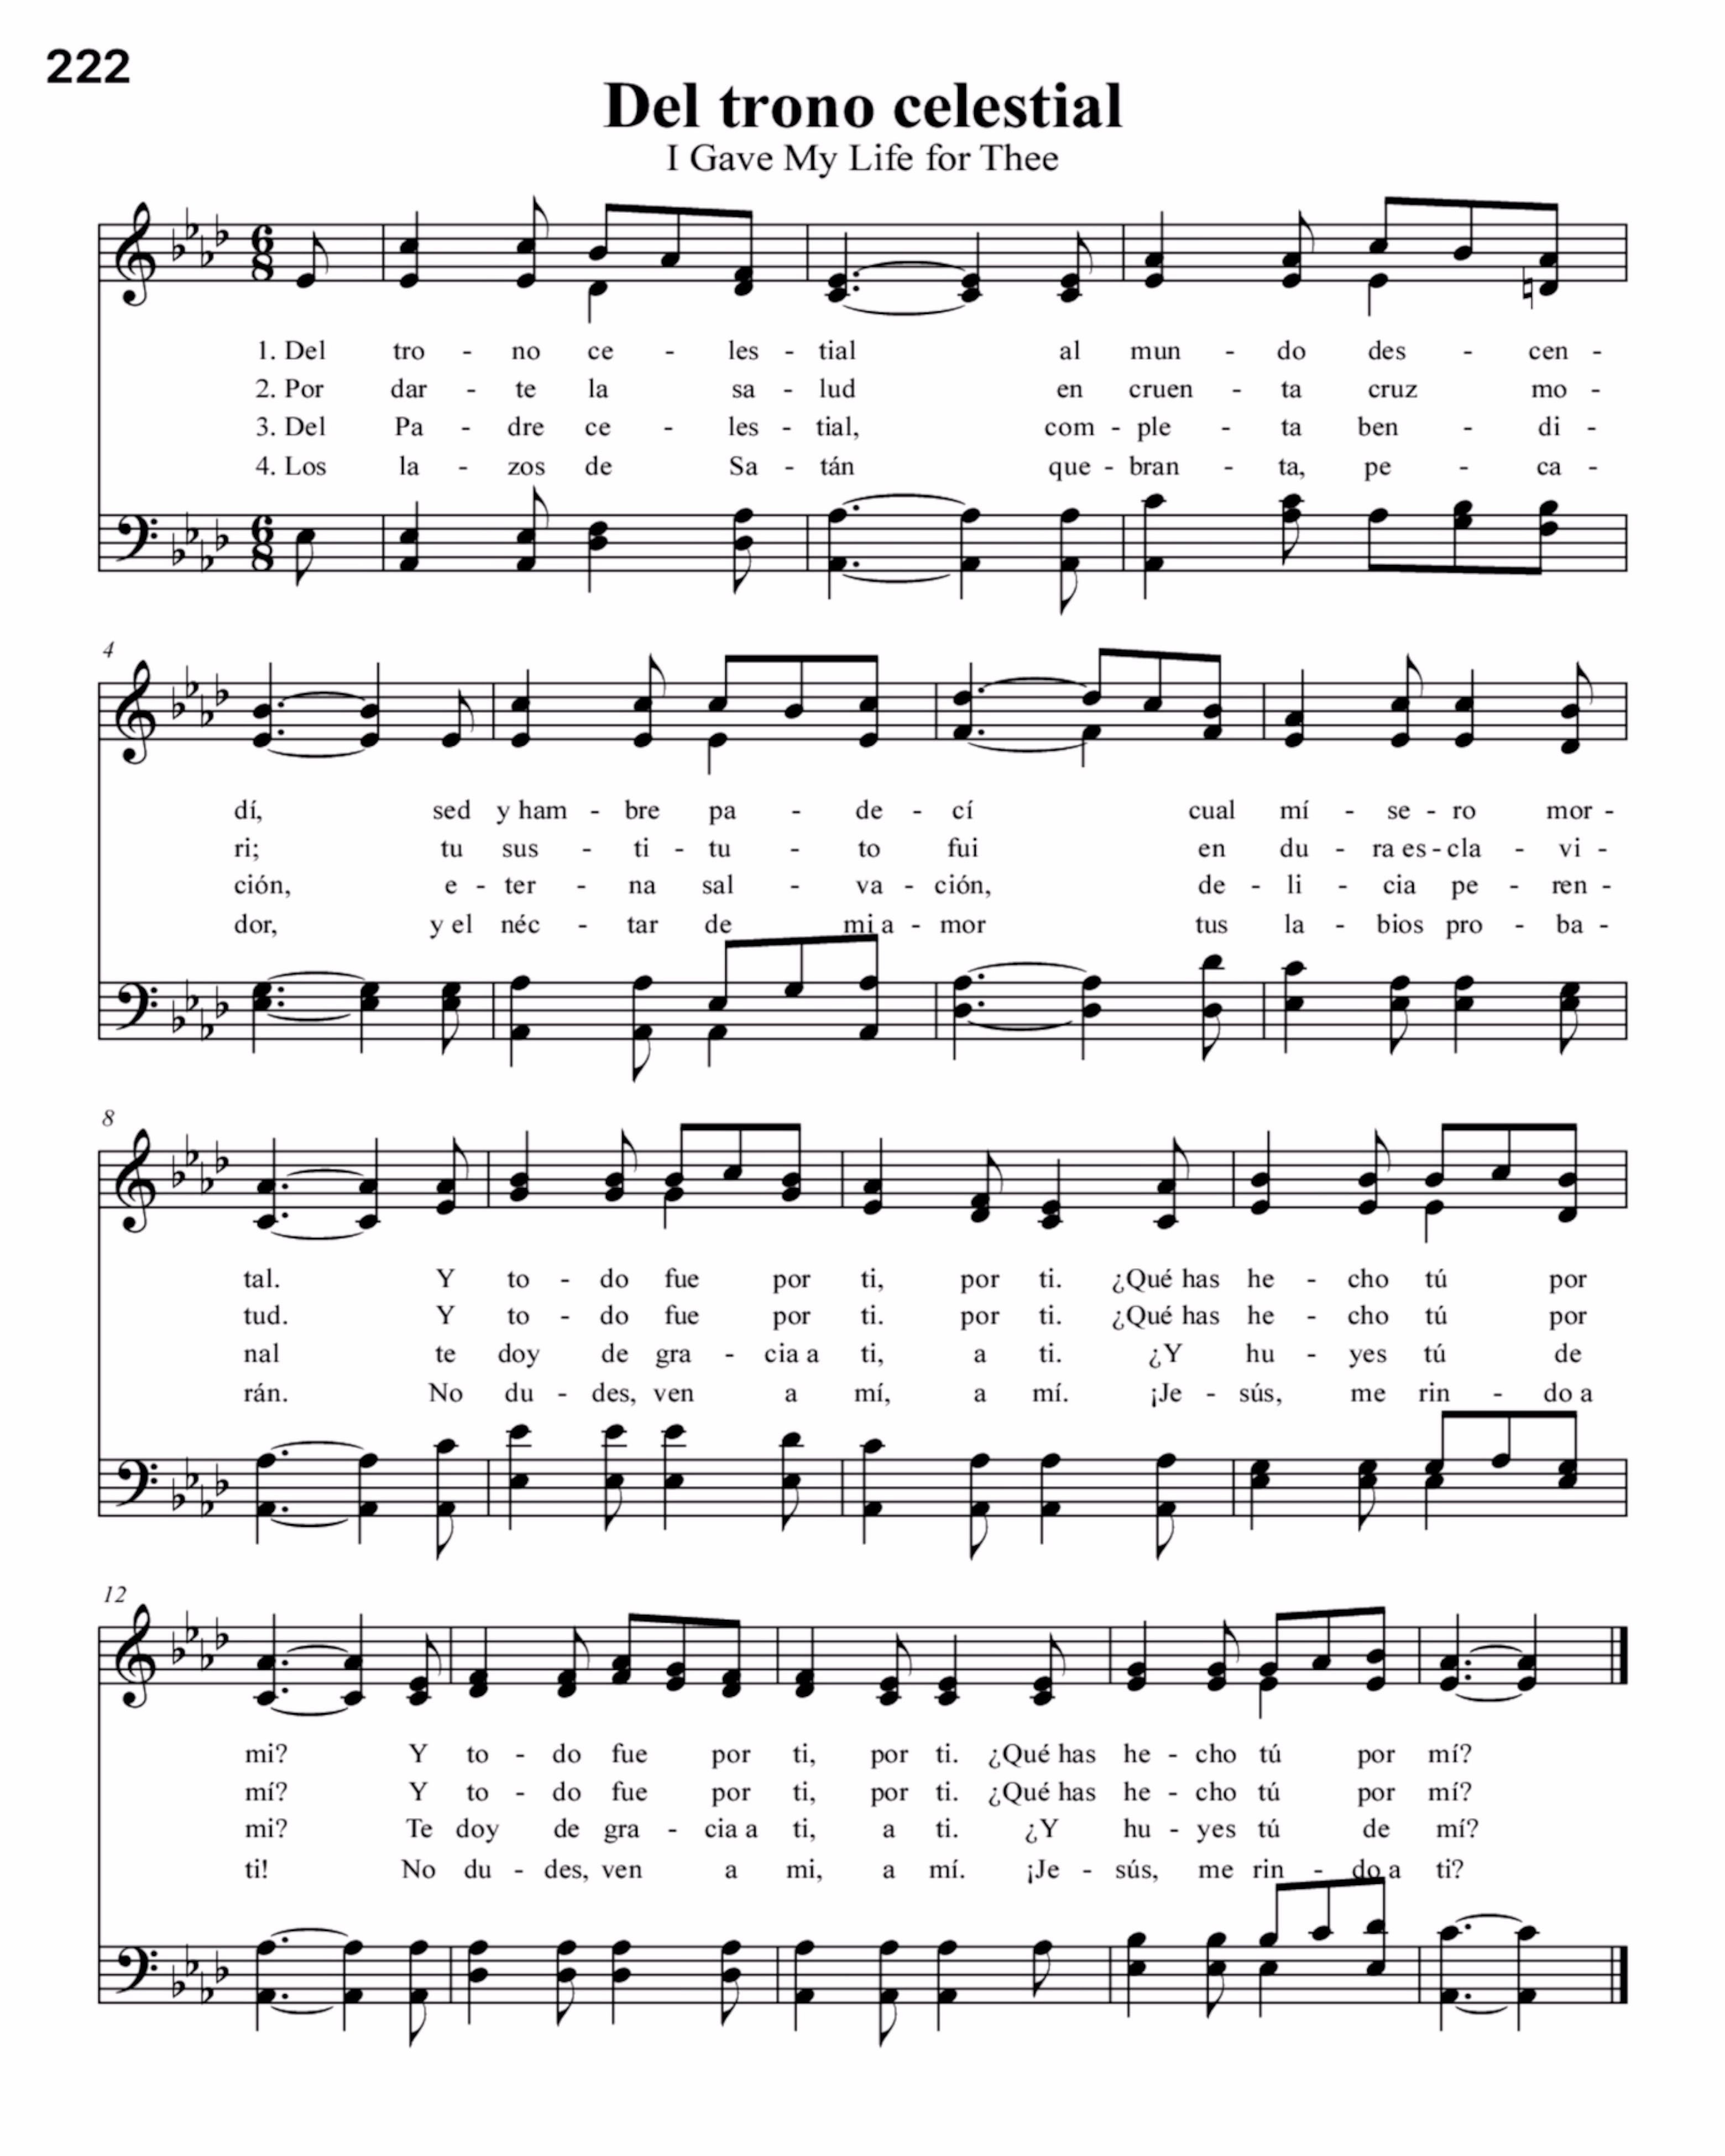 222
Del trono celestial
I Gave My Life for Thee
1. Del tro - no ce - les - tial al mun - do des - cen -
2. Por dar - te la sa - lud en cruen - ta cruz mo -
3. Del Pa - dre ce - les - tial, com - ple - ta ben - di -
4. Los la - zos de Sa - tán que - bran - ta, pe - ca -
4
dí, sed y ham - bre pa - de - cí cual mí - se - ro mor -
ri; tu sus - ti - tu - to fui en du - ra es - cla - vi -
ción, e - ter - na sal - va - ción, de - li - cia pe - ren -
dor, y el néc - tar de mi a - mor tus la - bios pro - ba -
8
tal. Y to - do fue por ti, por ti. ¿Qué has he - cho tú por
tud. Y to - do fue por ti. por ti. ¿Qué has he - cho tú por
nal te doy de gra - cia a ti, a ti. ¿Y hu - yes tú de
rán. No du - des, ven a mí, a mí. ¡Je - sús, me rin - do a
12
mi? Y to - do fue por ti, por ti. ¿Qué has he - cho tú por mí?
mí? Y to - do fue por ti, por ti. ¿Qué has he - cho tú por mí?
mi? Te doy de gra - cia a ti, a ti. ¿Y hu - yes tú de mí?
ti! No du - des, ven a mi, a mí. ¡Je - sús, me rin - do a ti?